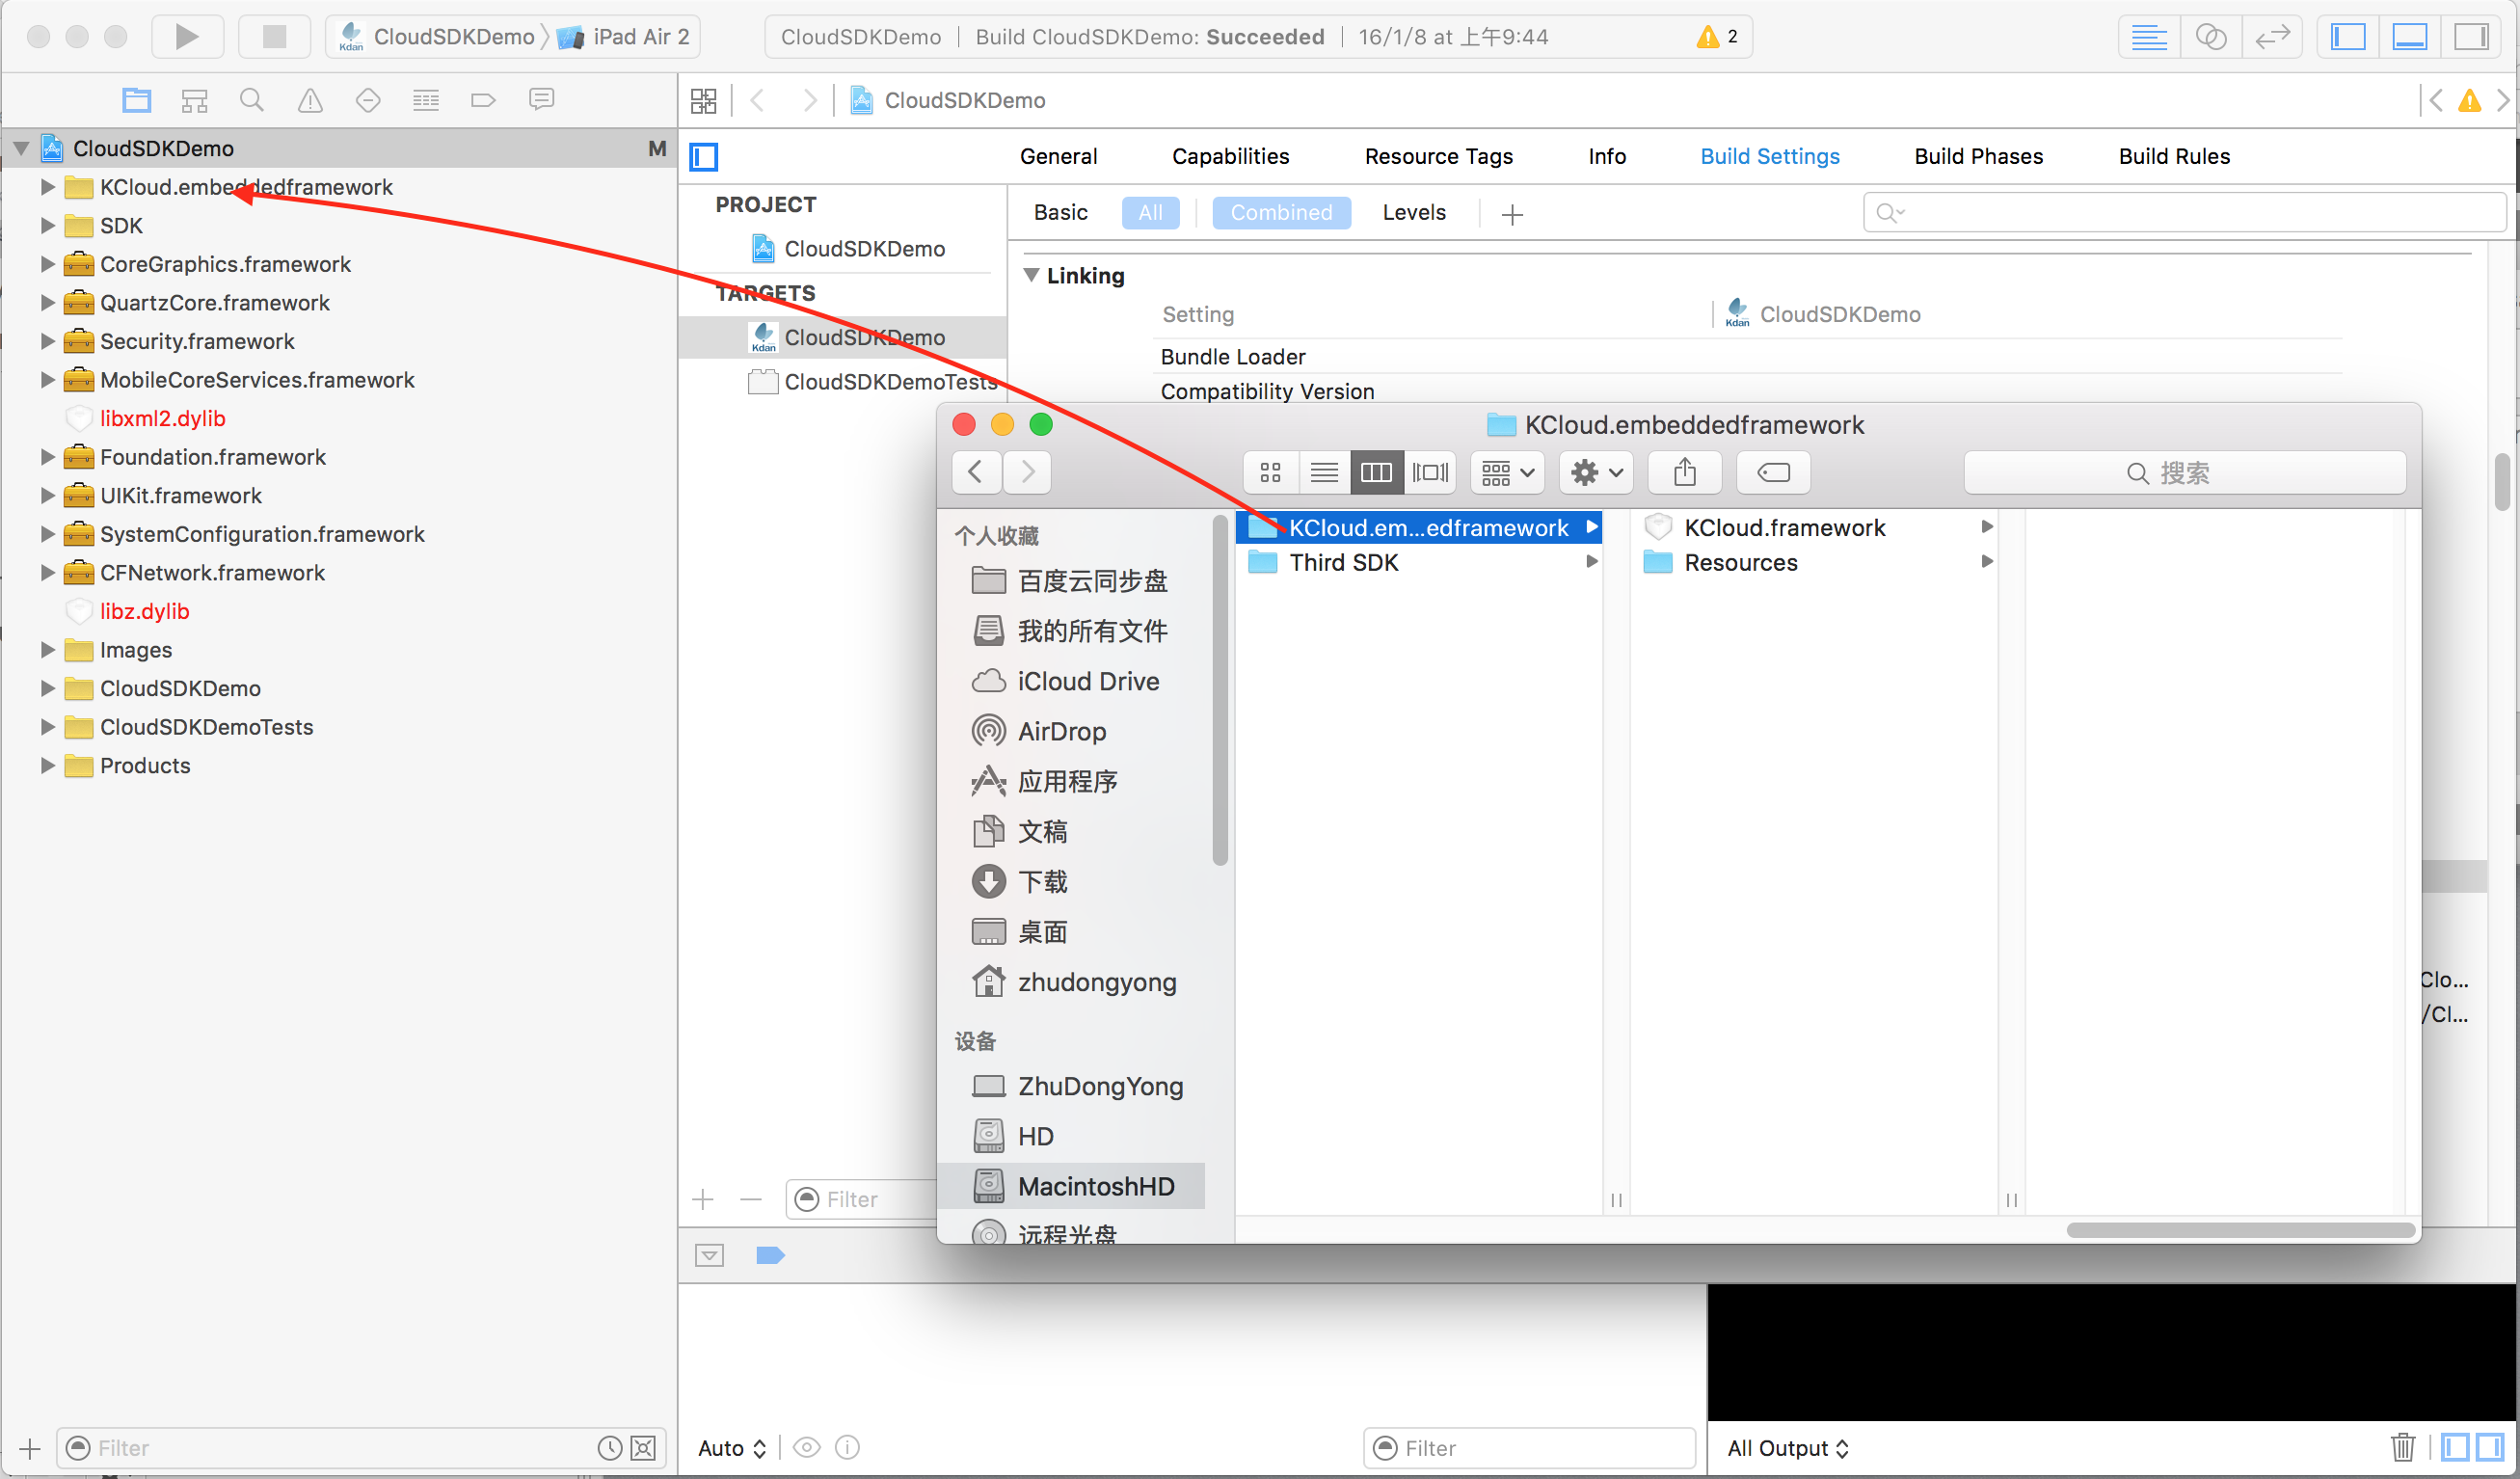 Kdan CloudSDKDemo iPad Air 2
CloudSDKDemo Build CloudSDKDemo: Succeeded 16/1/8 at 上午9:44 2
CloudSDKDemo M
KCloud.embeddedframework
SDK
CoreGraphics.framework
QuartzCore.framework
Security.framework
MobileCoreServices.framework
libxml2.dylib
Foundation.framework
UIKit.framework
SystemConfiguration.framework
CFNetwork.framework
libz.dylib
Images
CloudSDKDemo
CloudSDKDemoTests
Products
Filter
CloudSDKDemo
General Capabilities Resource Tags Info Build Settings Build Phases Build Rules
PROJECT
CloudSDKDemo
TARGETS
Kdan CloudSDKDemo
CloudSDKDemoTests
Filter
Basic All Combined Levels
Linking
Setting Kdan CloudSDKDemo
Bundle Loader
Compatibility Version
KCloud.embeddedframework
搜索
个人收藏
百度云同步盘
我的所有文件
iCloud Drive
AirDrop
应用程序
文稿
下载
桌面
zhudongyong
设备
ZhuDongYong
HD
MacintoshHD
远程光盘
KCloud.em...edframework
Third SDK
KCloud.framework
Resources
Clo...
/Cl...
Auto
Filter
All Output